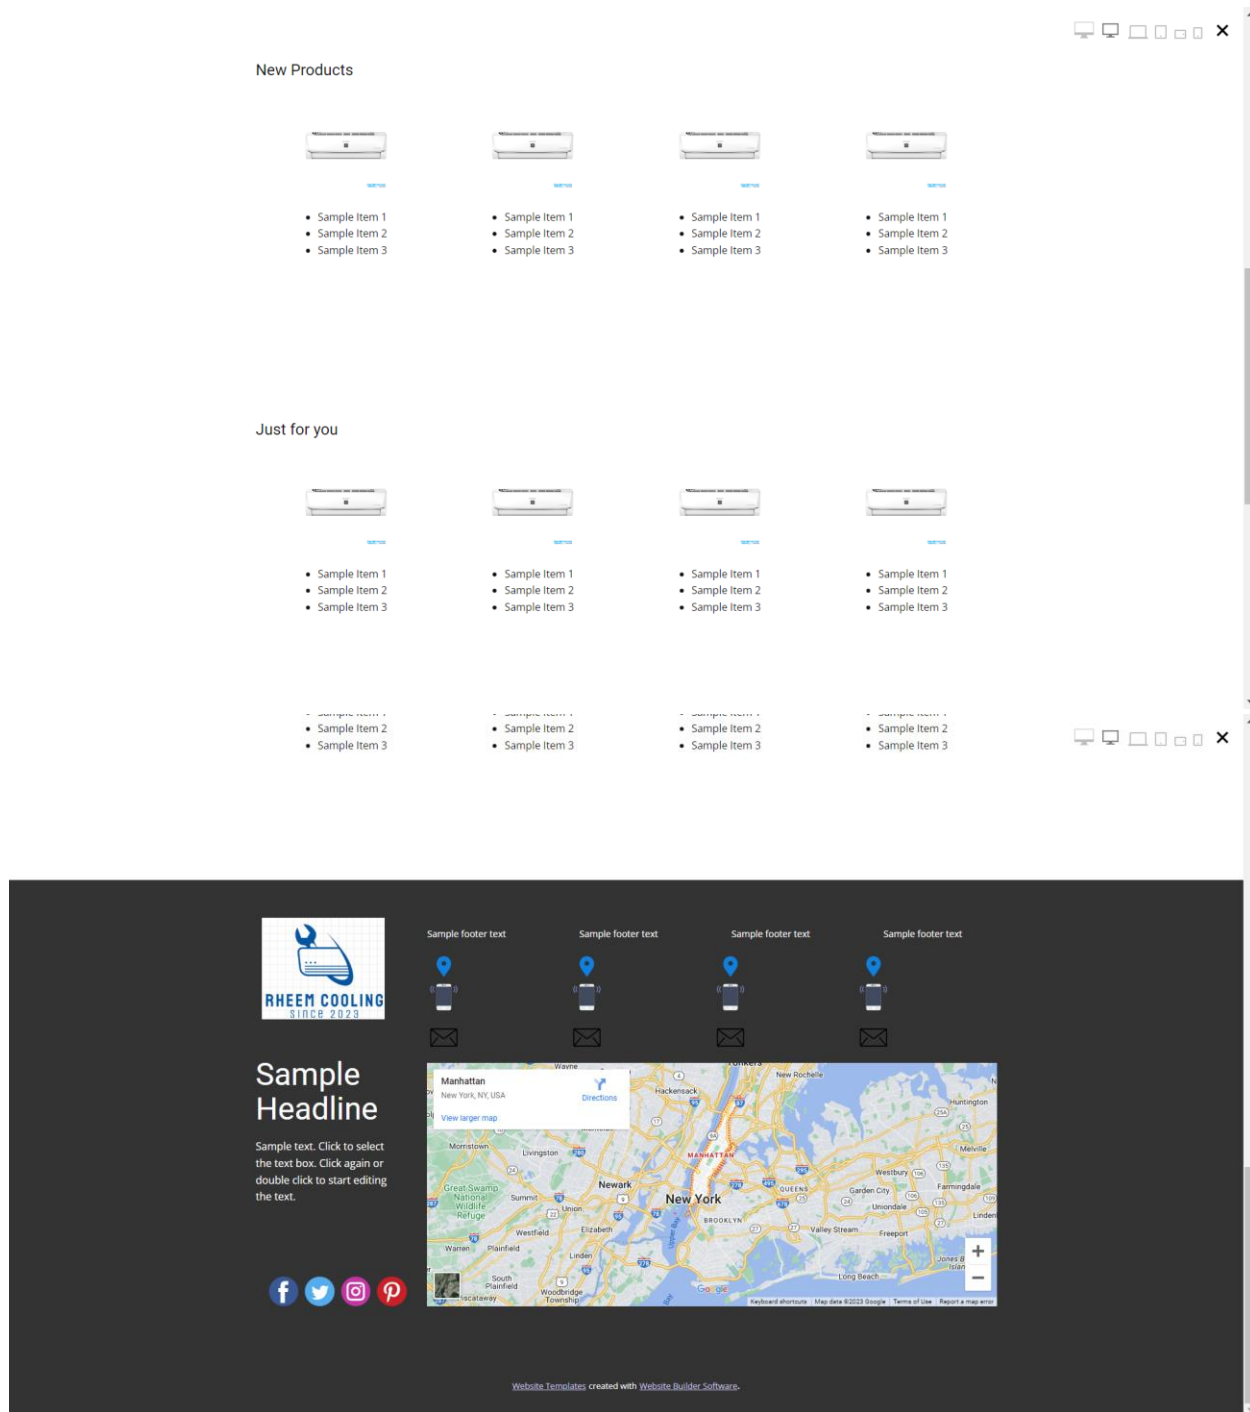 New Products
Sample Item 1 Sample Item 1 Sample Item 1 Sample Item 1
Sample Item 2 Sample Item 2 Sample Item 2 Sample Item 2
Sample Item 3 Sample Item 3 Sample Item 3 Sample Item 3
Just for you
Sample Item 1 Sample Item 1 Sample Item 1 Sample Item 1
Sample Item 2 Sample Item 2 Sample Item 2 Sample Item 2
Sample Item 3 Sample Item 3 Sample Item 3 Sample Item 3
Sample Item 2 Sample Item 2 Sample Item 2 Sample Item 2
Sample Item 3 Sample Item 3 Sample Item 3 Sample Item 3
RHEEM COOLING
SINCE 2023
Sample footer text Sample footer text Sample footer text Sample footer text
Sample
Headline
Sample text. Click to select
the text box. Click again or
double click to start editing
the text.
Manhattan
New York, NY, USA
Directions
View larger map
Wayne
Yonkers
New Rochelle
Hackensack
Huntington
Morristown
Livingston
MANHATTAN
Melville
Westbury
Great Swamp
National
Wildlife
Refuge
Newark
Summit
Union
New York
QUEENS
Garden City
Farmingdale
Uniondale
Linden
BROOKLYN
Westfield
Elizabeth
Valley Stream
Freeport
Upper Bay
Warren
Plainfield
Linden
Long Beach
South
Plainfield
Woodbridge
Township
Google
Keyboard shortcuts Map data ©2023 Google Terms of Use Report a map error
Website Templates created with Website Builder Software.